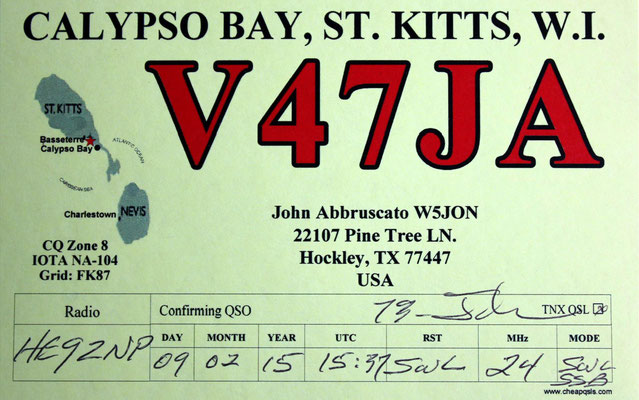 CALYPSO BAY, ST. KITTS, W.I.
V47JA
ST. KITTS
Basseterre
Calypso Bay
ATLANTIC OCEAN
CARIBBEAN SEA
Charlestown
NEVIS
CQ Zone 8
IOTA NA-104
Grid: FK87
John Abbruscato W5JON
22107 Pine Tree LN.
Hockley, TX 77447
USA
Radio Confirming QSO 73 - John TNX QSL
HE9ZNP DAY MONTH YEAR UTC RST MHz MODE
09 02 15 15:37 SWL 24 SWL
SSB
www.cheapqsls.com